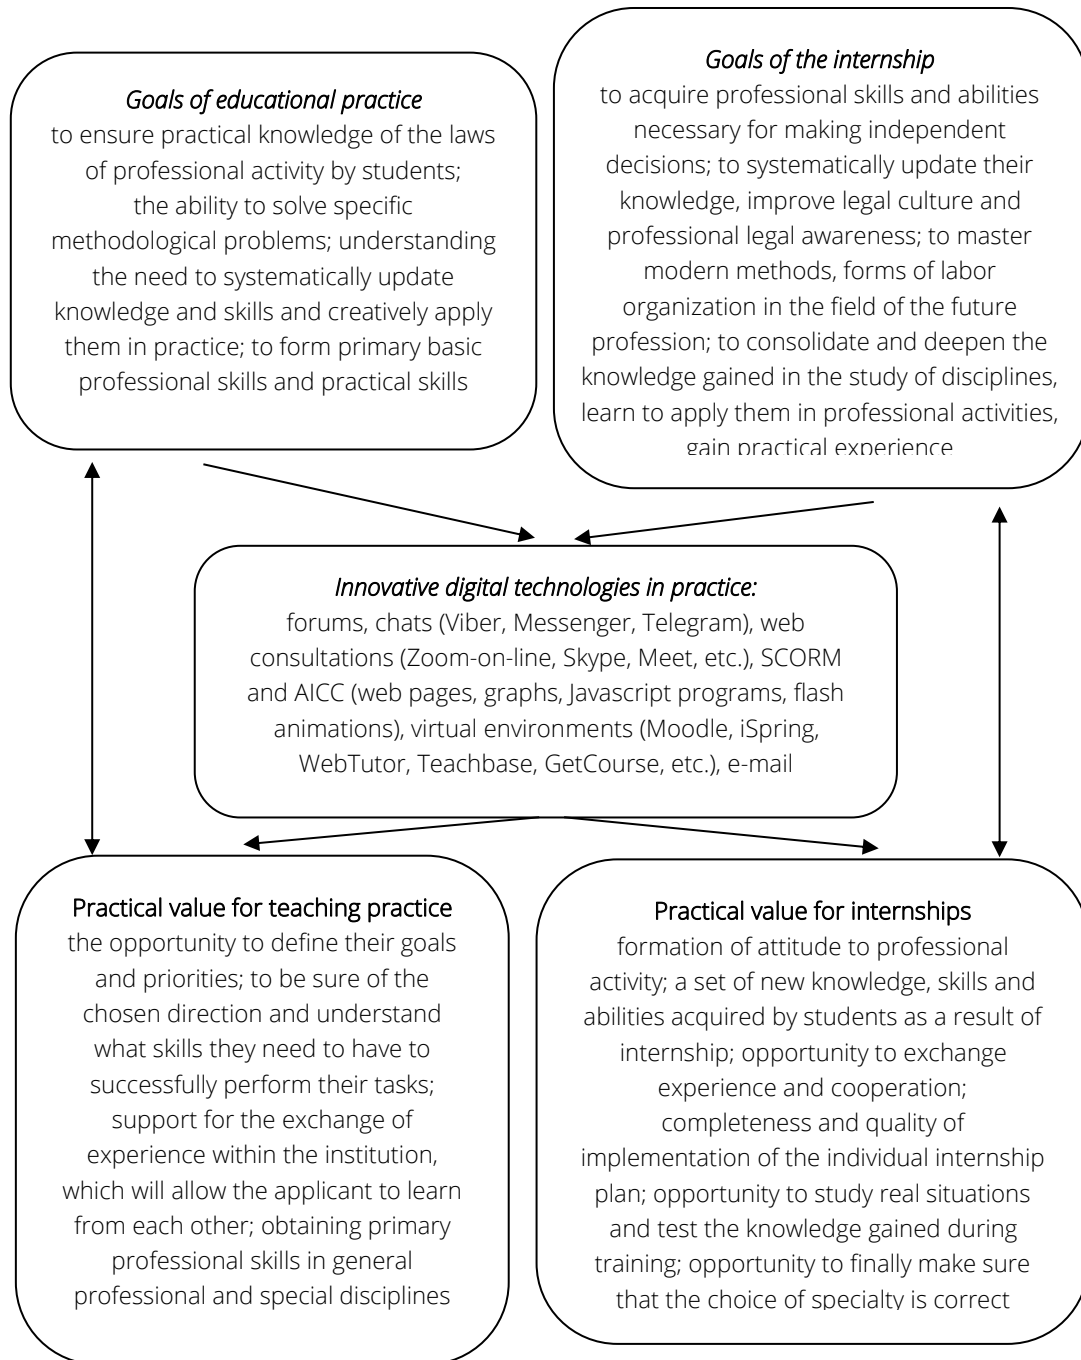 Goals of educational practice
to ensure practical knowledge of the laws
of professional activity by students;
the ability to solve specific
methodological problems; understanding
the need to systematically update
knowledge and skills and creatively apply
them in practice; to form primary basic
professional skills and practical skills
Goals of the internship
to acquire professional skills and abilities
necessary for making independent
decisions; to systematically update their
knowledge, improve legal culture and
professional legal awareness; to master
modern methods, forms of labor
organization in the field of the future
profession; to consolidate and deepen the
knowledge gained in the study of disciplines,
learn to apply them in professional activities,
gain practical experience
Innovative digital technologies in practice:
forums, chats (Viber, Messenger, Telegram), web
consultations (Zoom-on-line, Skype, Meet, etc.), SCORM
and AICC (web pages, graphs, Javascript programs, flash
animations), virtual environments (Moodle, iSpring,
WebTutor, Teachbase, GetCourse, etc.), e-mail
Practical value for teaching practice
the opportunity to define their goals
and priorities; to be sure of the
chosen direction and understand
what skills they need to have to
successfully perform their tasks;
support for the exchange of
experience within the institution,
which will allow the applicant to learn
from each other; obtaining primary
professional skills in general
professional and special disciplines
Practical value for internships
formation of attitude to professional
activity; a set of new knowledge, skills and
abilities acquired by students as a result of
internship; opportunity to exchange
experience and cooperation;
completeness and quality of
implementation of the individual internship
plan; opportunity to study real situations
and test the knowledge gained during
training; opportunity to finally make sure
that the choice of specialty is correct